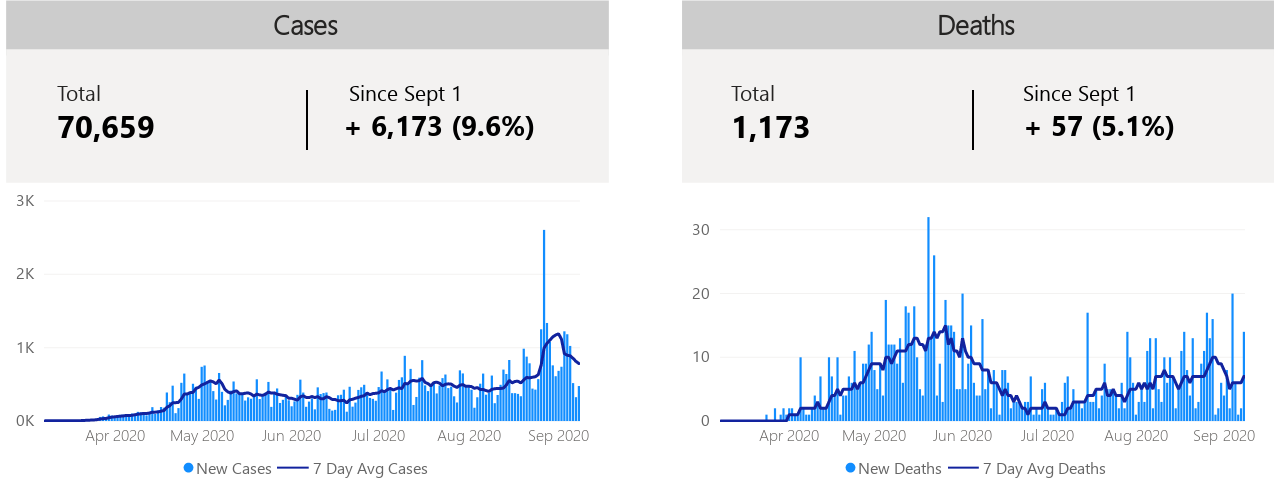 Cases
Total
Since Sept 1
70,659
+ 6,173 (9.6%)
3K
2K
1K
0K
Apr 2020 May 2020 Jun 2020 Jul 2020 Aug 2020 Sep 2020
New Cases 7 Day Avg Cases
Deaths
Total
Since Sept 1
1,173
+ 57 (5.1%)
30
20
10
0
Apr 2020 May 2020 Jun 2020 Jul 2020 Aug 2020 Sep 2020
New Deaths 7 Day Avg Deaths